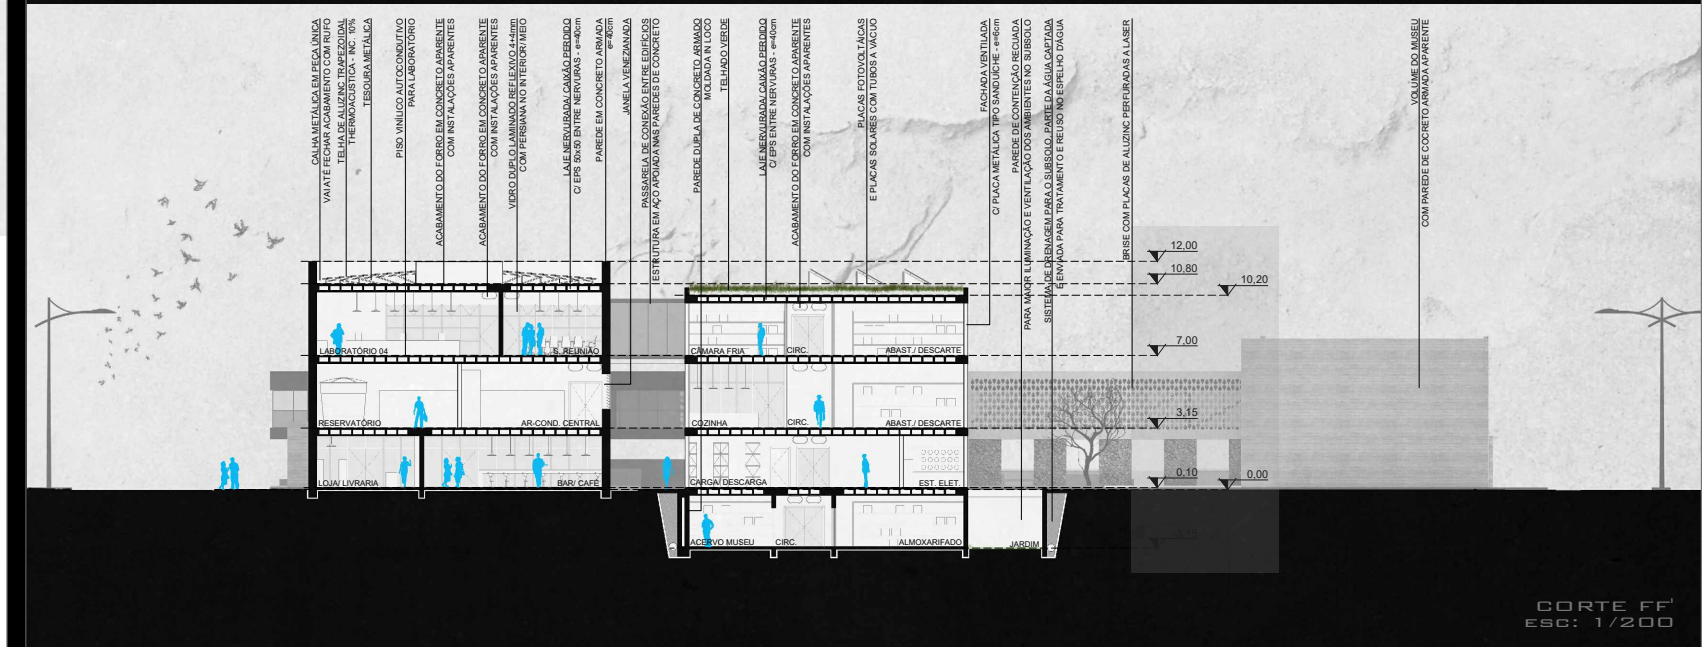 CALHA METÁLICA EM PEÇA ÚNICA
VAI ATÉ FECHAR ACABAMENTO COM RUFO
TELHA DE ALUZINC TRAPEZOIDAL
THERMOACUSTICA - INC. 10%
TESOURA METÁLICA
PISO VINÍLICO AUTOCONDUTIVO
PARA LABORATÓRIO
ACABAMENTO DO FORRO EM CONCRETO APARENTE
COM INSTALAÇÕES APARENTES
ACABAMENTO DO FORRO EM CONCRETO APARENTE
COM INSTALAÇÕES APARENTES
VIDRO DUPLO LAMINADO REFLEXIVO 4+4mm
COM PERSIANA NO INTERIOR/ MEIO
LAJE NERVURADA/ CAIXÃO PERDIDO
C/ EPS 50x50 ENTRE NERVURAS - e=40cm
PAREDE EM CONCRETO ARMADA
e=40cm
JANELA VENEZIANADA
PASSARELA DE CONEXÃO ENTRE EDIFÍCIOS
ESTRUTURA EM AÇO APOIADA NAS PAREDES DE CONCRETO
PAREDE DUPLA DE CONCRETO ARMADO
MOLDADA IN LOCO
TELHADO VERDE
LAJE NERVURADA/ CAIXÃO PERDIDO
C/ EPS ENTRE NERVURAS - e=40cm
ACABAMENTO DO FORRO EM CONCRETO APARENTE
COM INSTALAÇÕES APARENTES
PLACAS FOTOVOLTÁICAS
E PLACAS SOLARES COM TUBOS A VÁCUO
FACHADA VENTILADA
C/ PLACA METÁLICA TIPO SANDUÍCHE - e=6cm
PAREDE DE CONTENÇÃO RECUADA
PARA MAIOR ILUMINAÇÃO E VENTILAÇÃO DOS AMBIENTES NO SUBSOLO
SISTEMA DE DRENAGEM PARA O SUBSOLO, PARTE DA ÁGUA CAPTADA
E ENVIADA PARA TRATAMENTO E REUSO NO ESPELHO D'ÁGUA
BRISE COM PLACAS DE ALUZINC PERFURADAS A LASER
VOLUME DO MUSEU
COM PAREDE DE COCRETO ARMADA APARENTE
12,00
10,80
10,20
7,00
3,15
0,10
0,00
LABORATÓRIO 04
S. REUNIÃO
CÂMARA FRIA
CIRC.
ABAST./ DESCARTE
RESERVATÓRIO
AR-COND. CENTRAL
COZINHA
CIRC.
ABAST./ DESCARTE
LOJA/ LIVRARIA
BAR/ CAFÉ
CARGA/ DESCARGA
EST. ELET.
ACERVO MUSEU
CIRC.
ALMOXARIFADO
JARDIM
CORTE FF'
ESC: 1/200